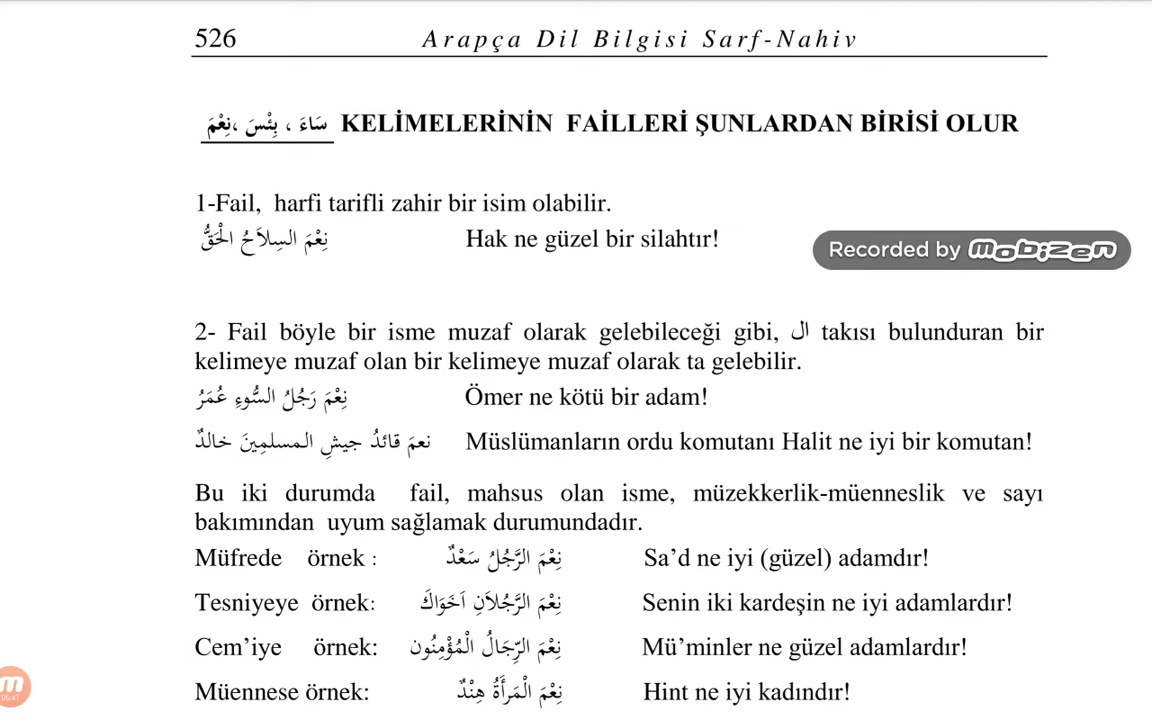 526 Arapça Dil Bilgisi Sarf-Nahiv
سَاءَ ، بِئْسَ ،نِعْمَ KELİMELERİNİN FAİLLERİ ŞUNLARDAN BİRİSİ OLUR
1-Fail, harfi tarifli zahir bir isim olabilir.
نِعْمَ السِلاَحُ الْحَقُّ Hak ne güzel bir silahtır!
Recorded by mobizen
2- Fail böyle bir isme muzaf olarak gelebileceği gibi, ال takısı bulunduran bir
kelimeye muzaf olan bir kelimeye muzaf olarak ta gelebilir.
نِعْمَ رَجُلُ السُّوءِ عُمَرُ Ömer ne kötü bir adam!
نعمَ قائدُ جيشِ المسلمِينَ خالدٌ Müslümanların ordu komutanı Halit ne iyi bir komutan!
Bu iki durumda fail, mahsus olan isme, müzekkerlik-müenneslik ve sayı
bakımından uyum sağlamak durumundadır.
Müfrede örnek : نِعْمَ الرَّجُلُ سَعْدٌ Sa’d ne iyi (güzel) adamdır!
Tesniyeye örnek: نِعْمَ الرَّجُلاَنِ اَخَوَاكَ Senin iki kardeşin ne iyi adamlardır!
Cem’iye örnek: نِعْمَ الرِّجَالُ الْمُؤْمِنُون Mü’minler ne güzel adamlardır!
Müennese örnek: نِعْمَ الْمَرأَةُ هِنْدٌ Hint ne iyi kadındır!
06:47